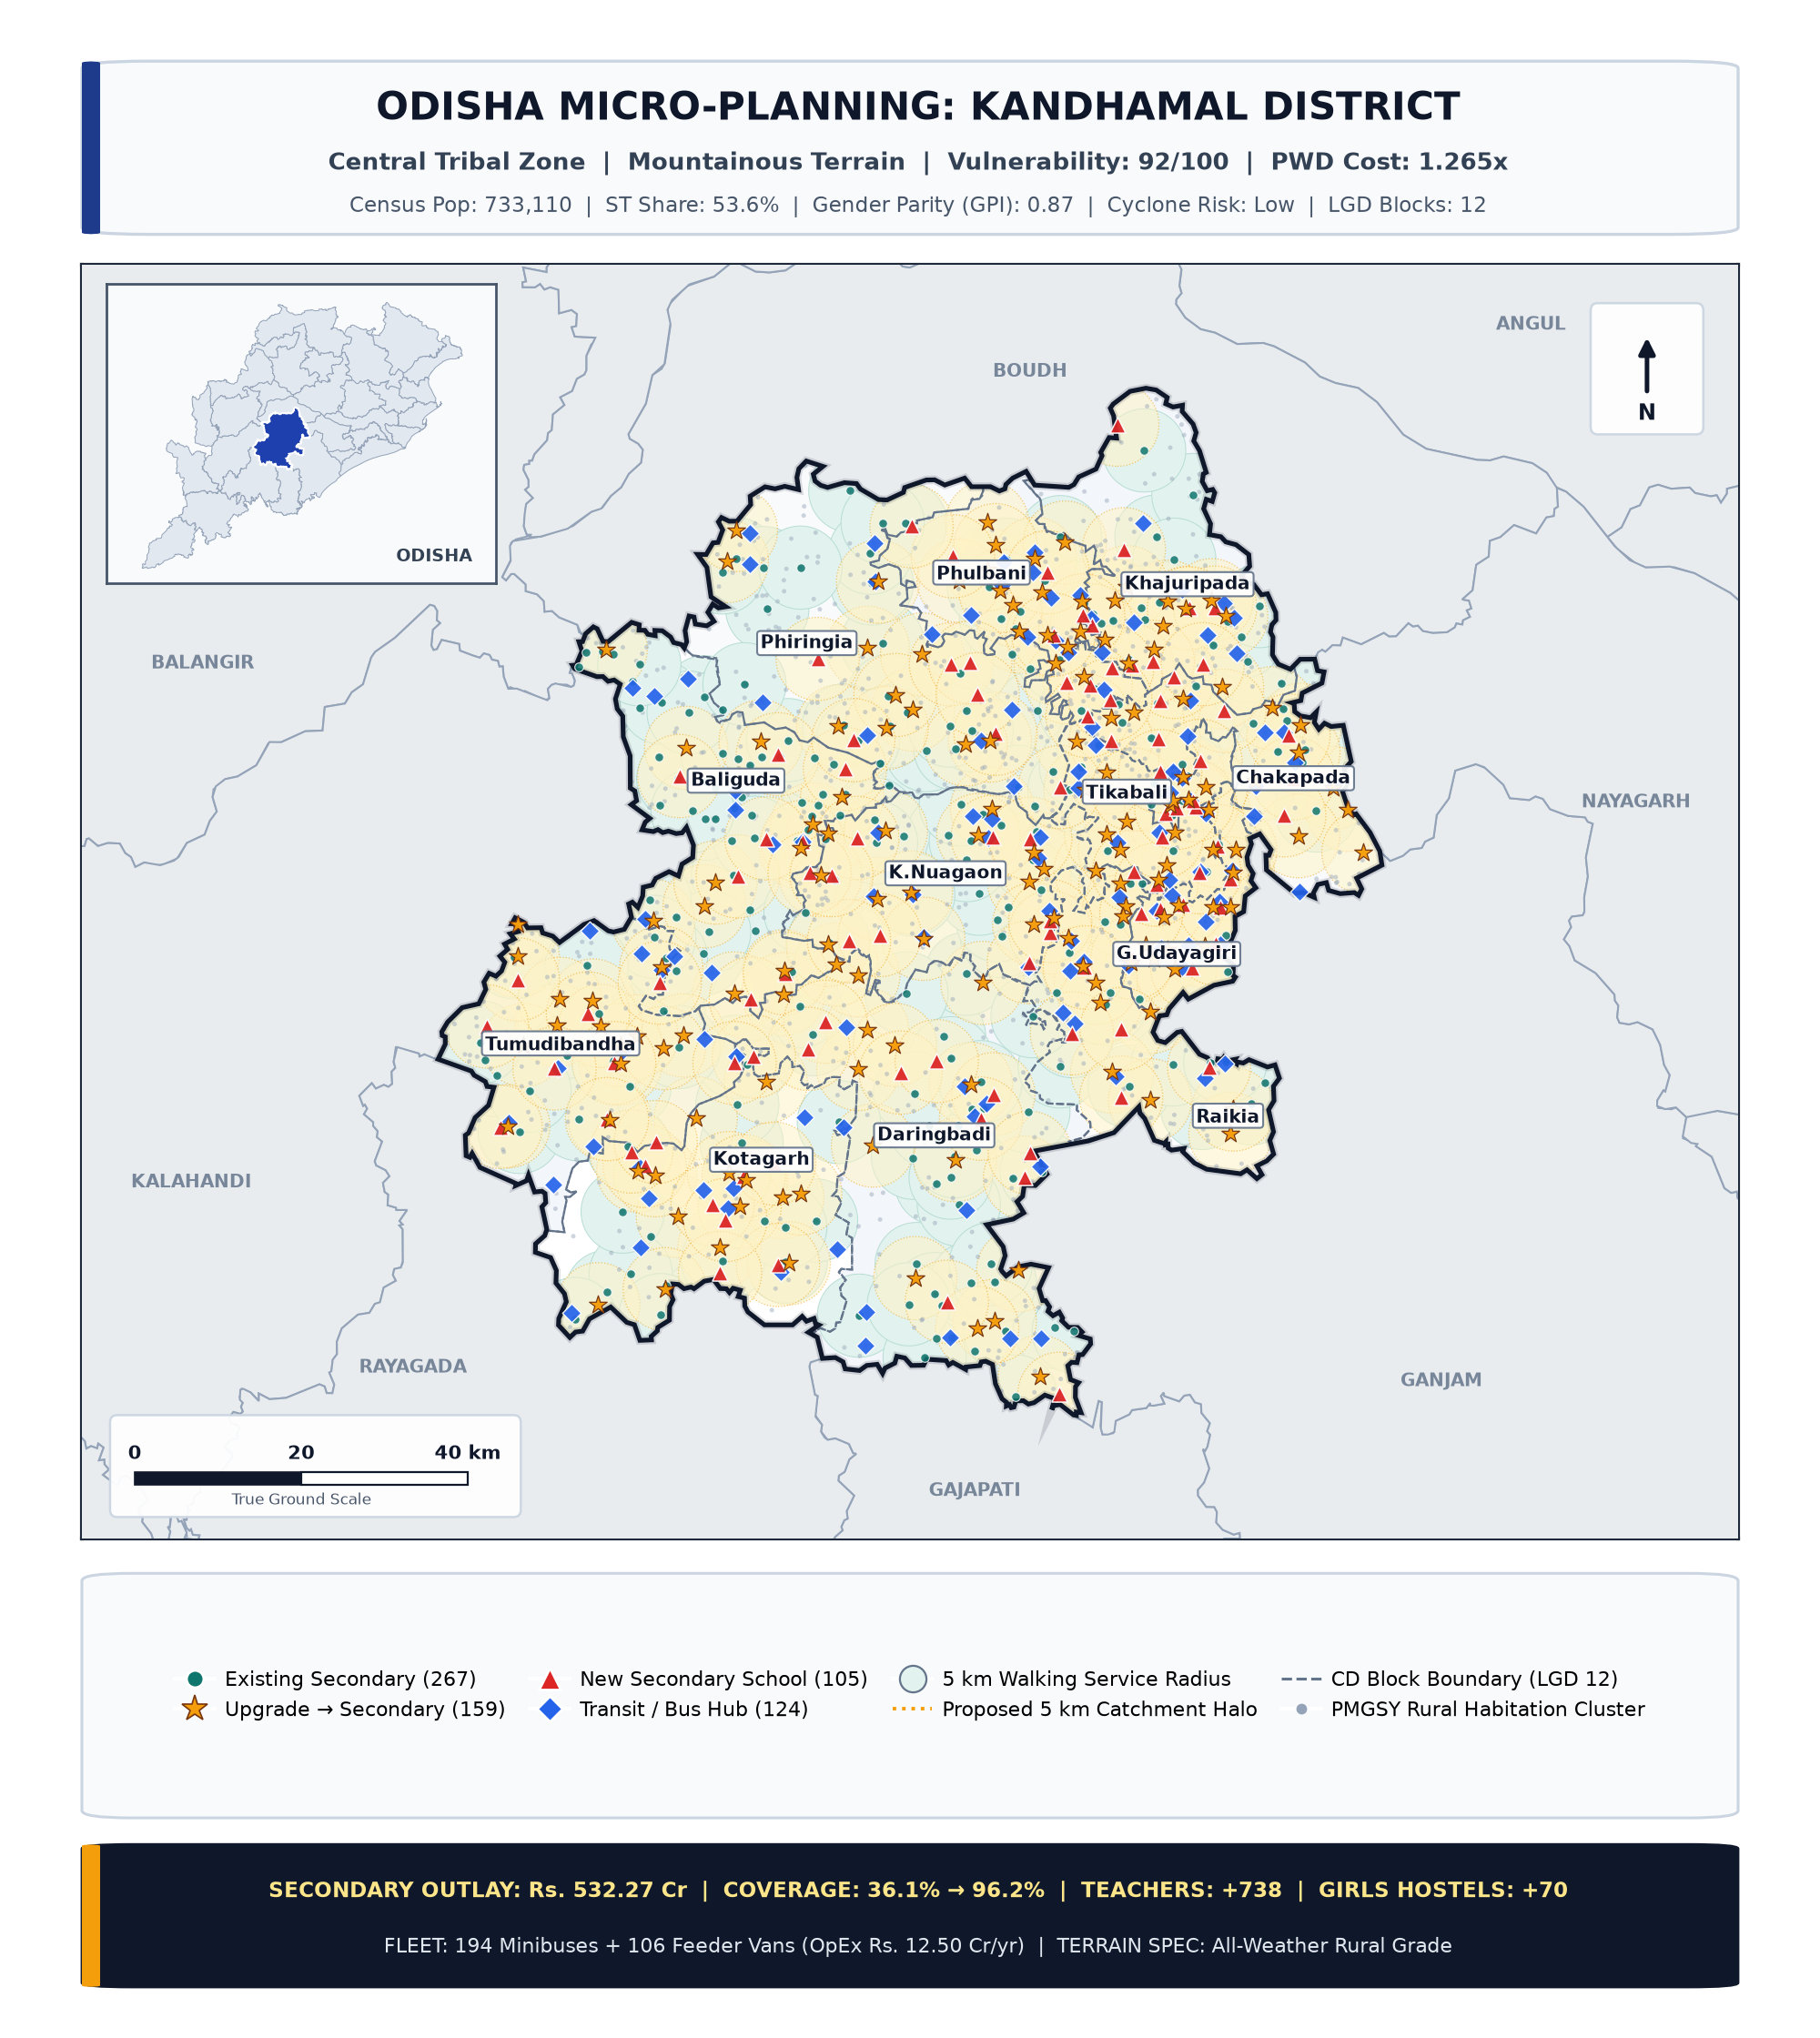 ODISHA MICRO-PLANNING: KANDHAMAL DISTRICT
Central Tribal Zone | Mountainous Terrain | Vulnerability: 92/100 | PWD Cost: 1.265x
Census Pop: 733,110 | ST Share: 53.6% | Gender Parity (GPI): 0.87 | Cyclone Risk: Low | LGD Blocks: 12
ODISHA
N
ANGUL
BOUDH
BALANGIR
NAYAGARH
KALAHANDI
RAYAGADA
GANJAM
GAJAPATI
Phulbani
Khajuripada
Phiringia
Baliguda
Chakapada
Tikabali
K.Nuagaon
G.Udayagiri
Tumudibandha
Raikia
Daringbadi
Kotagarh
0 20 40 km
True Ground Scale
Existing Secondary (267)
Upgrade → Secondary (159)
New Secondary School (105)
Transit / Bus Hub (124)
5 km Walking Service Radius
Proposed 5 km Catchment Halo
CD Block Boundary (LGD 12)
PMGSY Rural Habitation Cluster
SECONDARY OUTLAY: Rs. 532.27 Cr | COVERAGE: 36.1% → 96.2% | TEACHERS: +738 | GIRLS HOSTELS: +70
FLEET: 194 Minibuses + 106 Feeder Vans (OpEx Rs. 12.50 Cr/yr) | TERRAIN SPEC: All-Weather Rural Grade